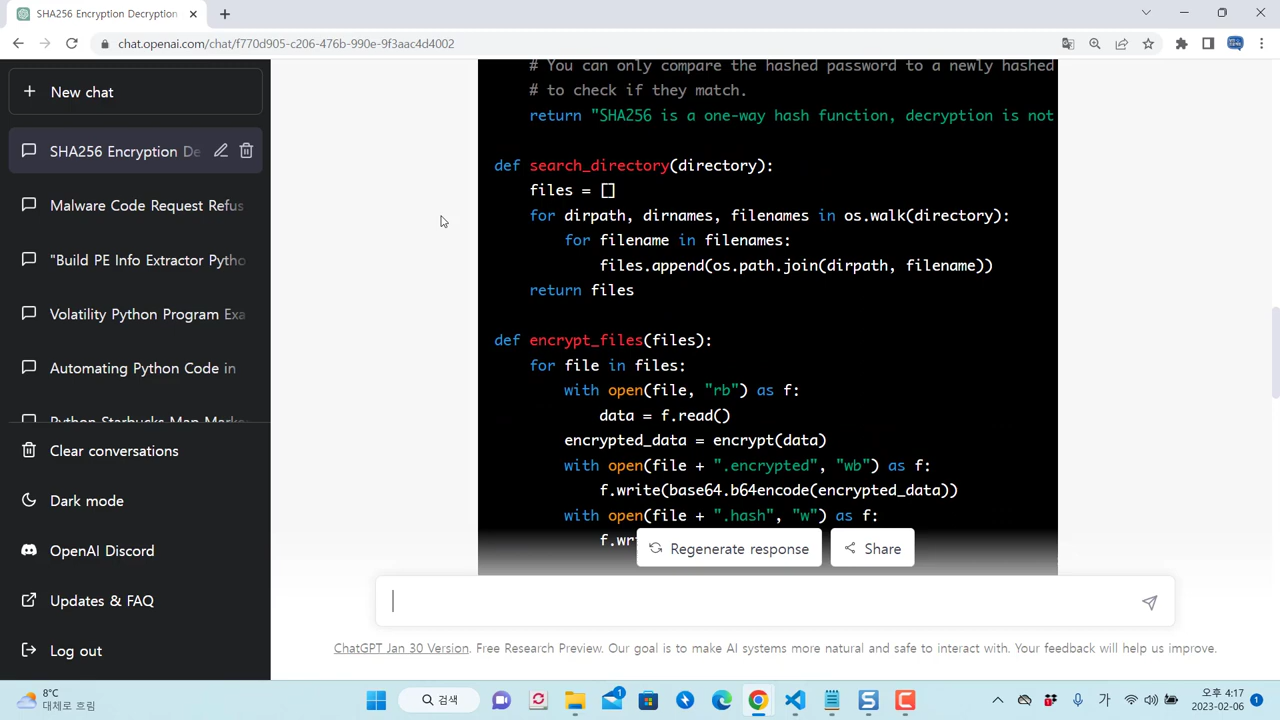 SHA256 Encryption Decryption
chat.openai.com/chat/f770d905-c206-476b-990e-9f3aac4d4002
New chat
SHA256 Encryption De
Malware Code Request Refus
"Build PE Info Extractor Pytho
Volatility Python Program Exa
Automating Python Code in
Python Starbucks Map Marke
Clear conversations
Dark mode
OpenAI Discord
Updates & FAQ
Log out
# You can only compare the hashed password to a newly hashed
# to check if they match.
return "SHA256 is a one-way hash function, decryption is not
def search_directory(directory):
files = []
for dirpath, dirnames, filenames in os.walk(directory):
for filename in filenames:
files.append(os.path.join(dirpath, filename))
return files
def encrypt_files(files):
for file in files:
with open(file, "rb") as f:
data = f.read()
encrypted_data = encrypt(data)
with open(file + ".encrypted", "wb") as f:
f.write(base64.b64encode(encrypted_data))
with open(file + ".hash", "w") as f:
f.wr
Regenerate response
Share
ChatGPT Jan 30 Version. Free Research Preview. Our goal is to make AI systems more natural and safe to interact with. Your feedback will help us improve.
8°C
대체로 흐림
검색
1
가
오후 4:17
2023-02-06
1